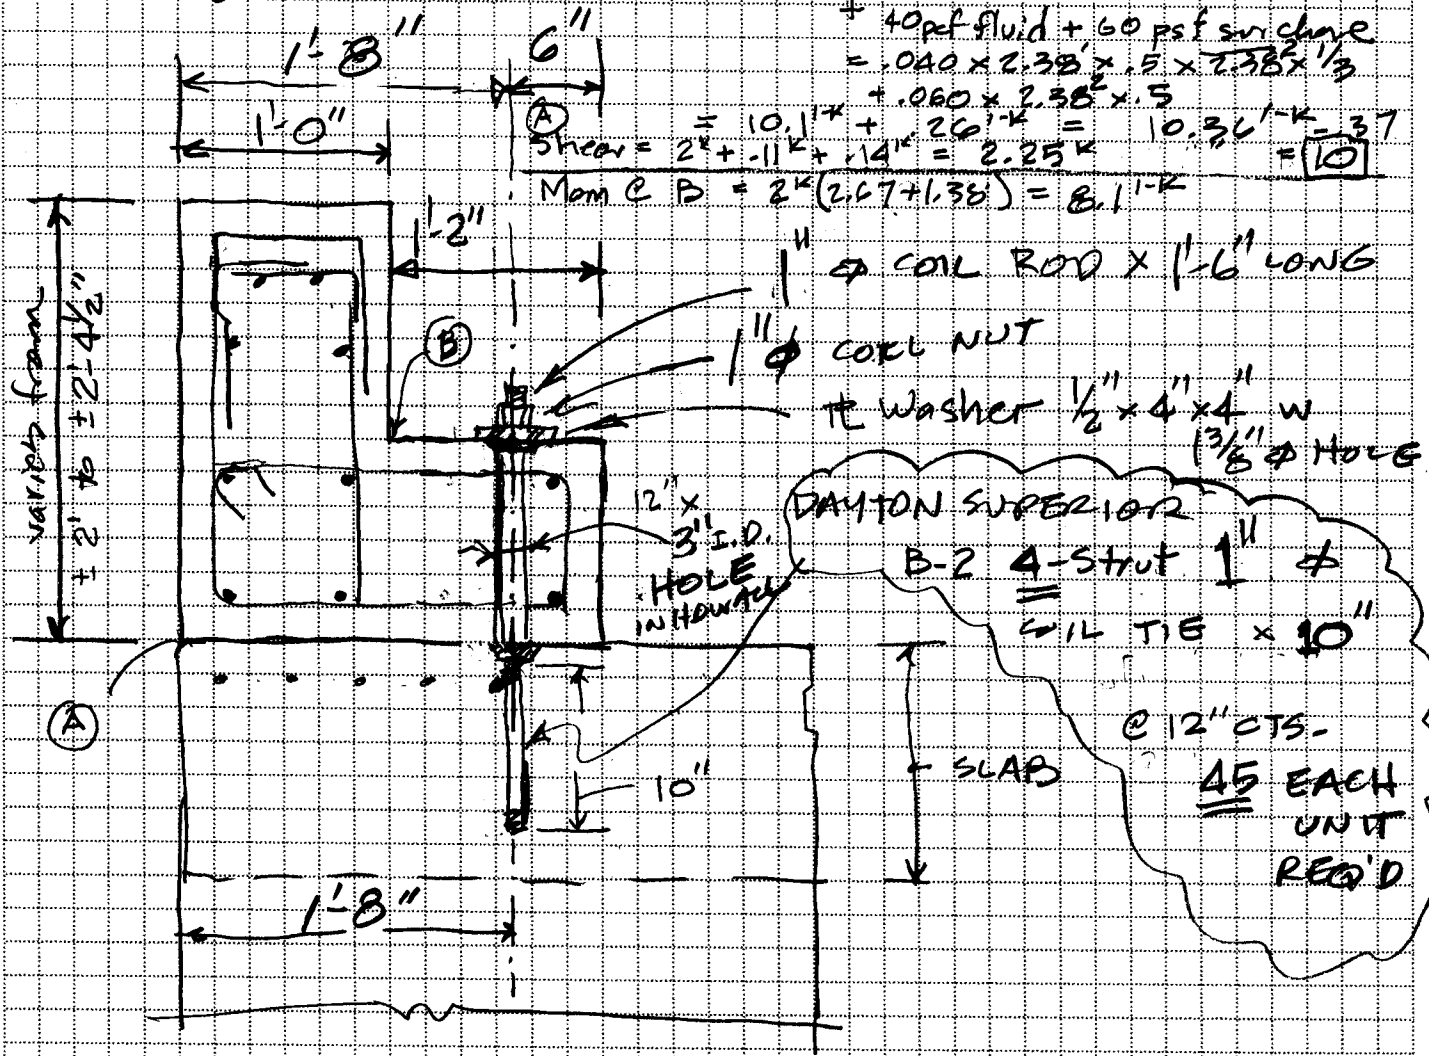 + 40pcf fluid + 60 psf surcharge
= .040 x 2.38' x .5 x 2.38² x 1/3
+ .060 x 2.38² x .5
= 10.1'-K + .26'-K = 10.36'-K - .37
= 10
(A)
Shear = 2K + .11K + .14K = 2.25K
Mom @ B = 2K (2.67+1.38') = 8.1'-K
1'-8"
6"
1'-0"
1'-2"
1" ϕ COIL ROD x 1'-6" LONG
1" ϕ COIL NUT
PL Washer 1/2" x 4" x 4" w
1 3/8" ϕ HOLE
(B)
varies from
± 2' to ± 2'-4 1/2"
12" x
3" I.D.
HOLE
DAYTON SUPERIOR
B-2 4-Strut 1" ϕ
COIL TIE x 10"
@ 12" CTS.
45 EACH
UNIT
REQ'D
(A)
10"
SLAB
1'-8"